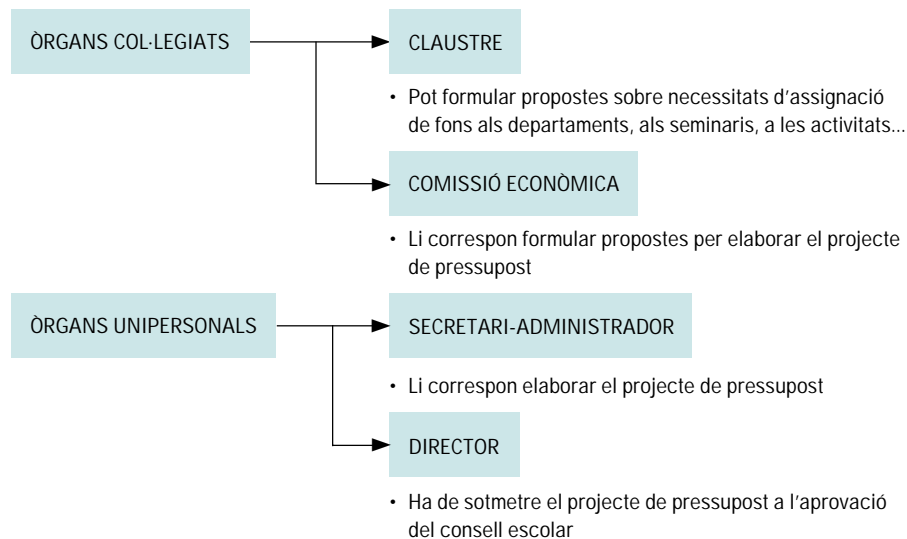 ÒRGANS COL·LEGIATS
CLAUSTRE
• Pot formular propostes sobre necessitats d'assignació
de fons als departaments, als seminaris, a les activitats...
COMISSIÓ ECONÒMICA
• Li correspon formular propostes per elaborar el projecte
de pressupost
ÒRGANS UNIPERSONALS
SECRETARI-ADMINISTRADOR
• Li correspon elaborar el projecte de pressupost
DIRECTOR
• Ha de sotmetre el projecte de pressupost a l'aprovació
del consell escolar